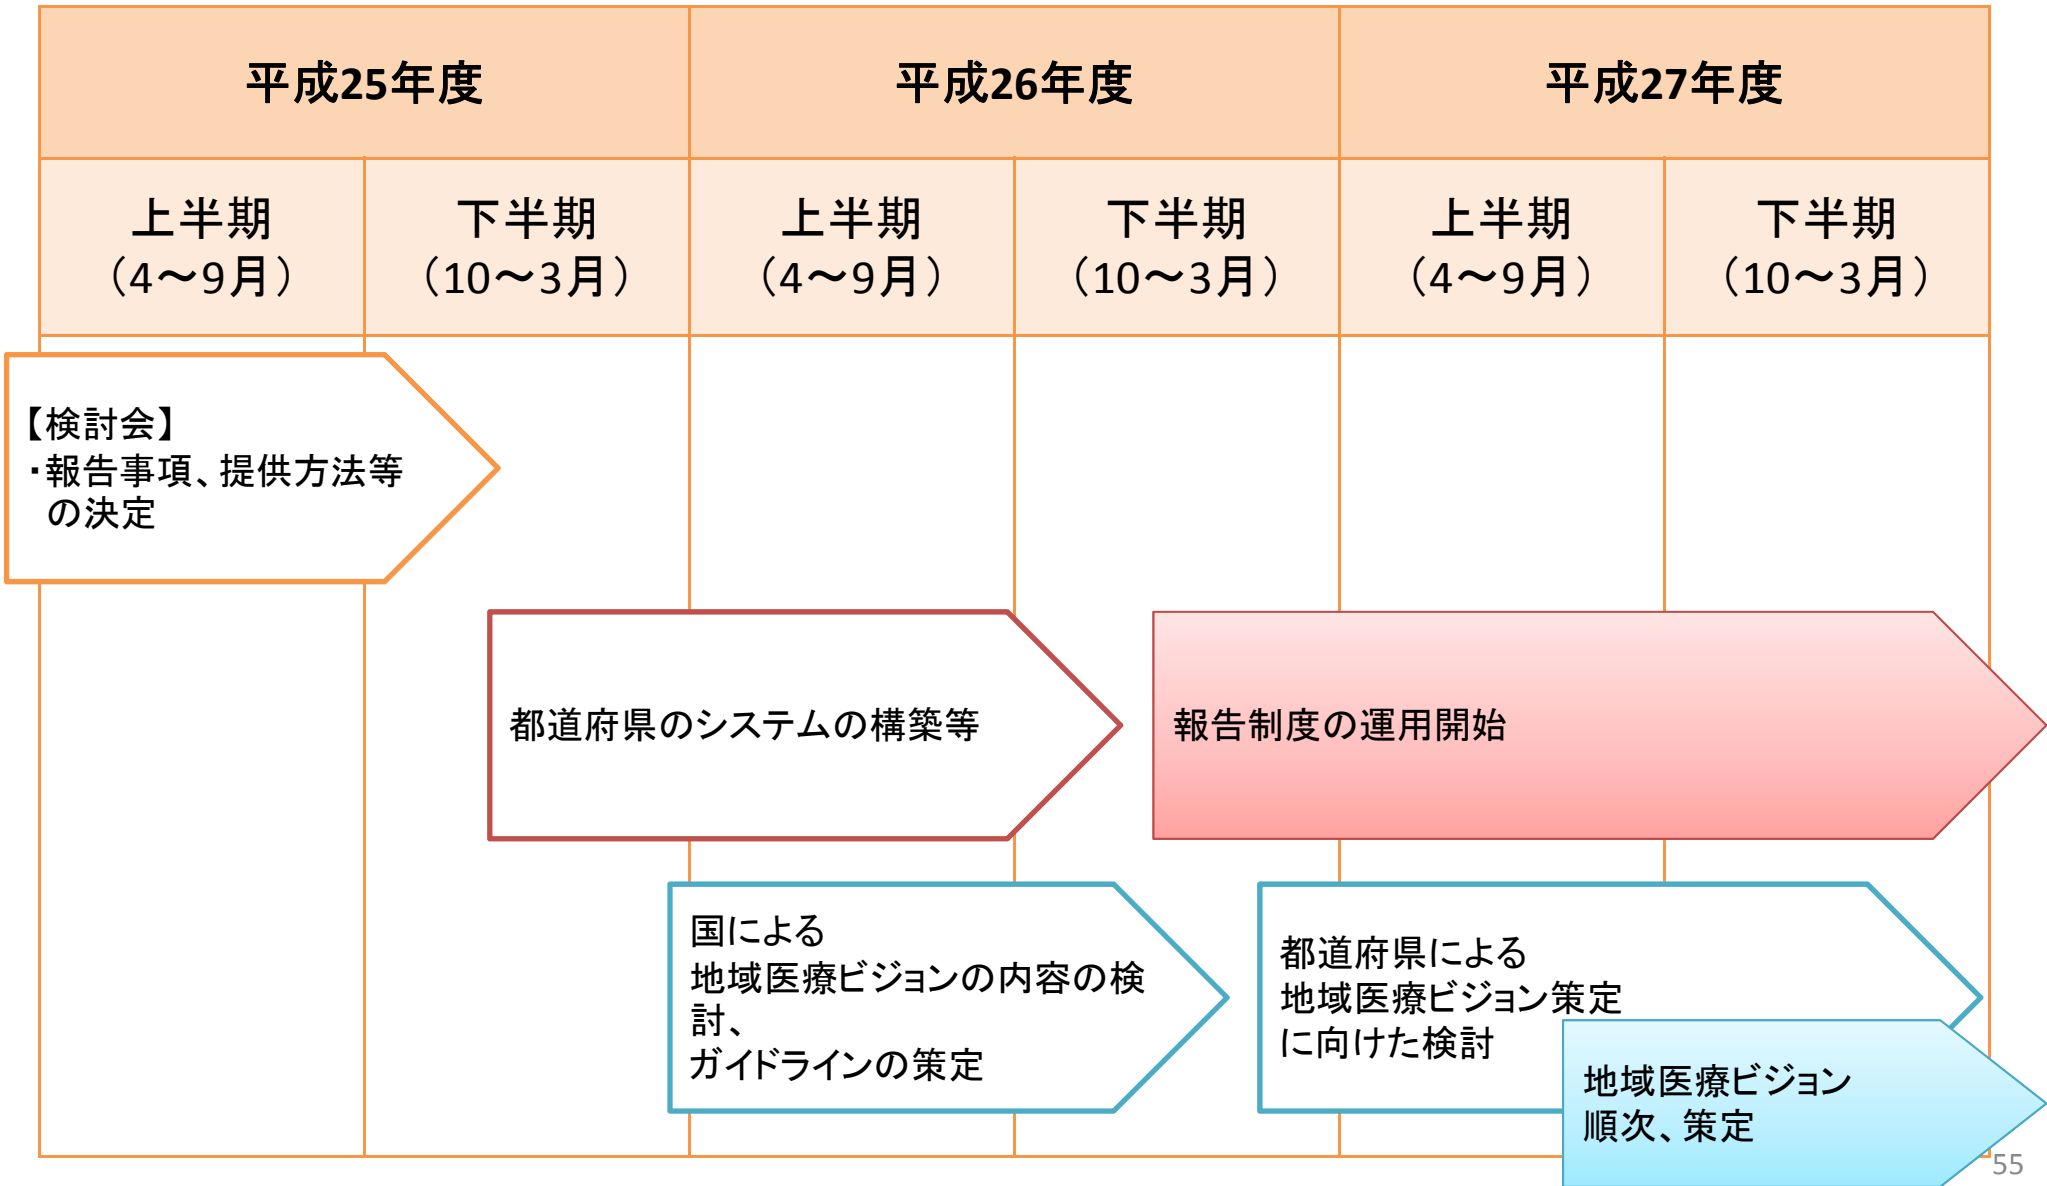 平成25年度
平成26年度
平成27年度
上半期
（4～9月）
下半期
（10～3月）
上半期
（4～9月）
下半期
（10～3月）
上半期
（4～9月）
下半期
（10～3月）
【検討会】
・報告事項、提供方法等
の決定
都道府県のシステムの構築等
報告制度の運用開始
国による
地域医療ビジョンの内容の検
討、
ガイドラインの策定
都道府県による
地域医療ビジョン策定
に向けた検討
地域医療ビジョン
順次、策定
55